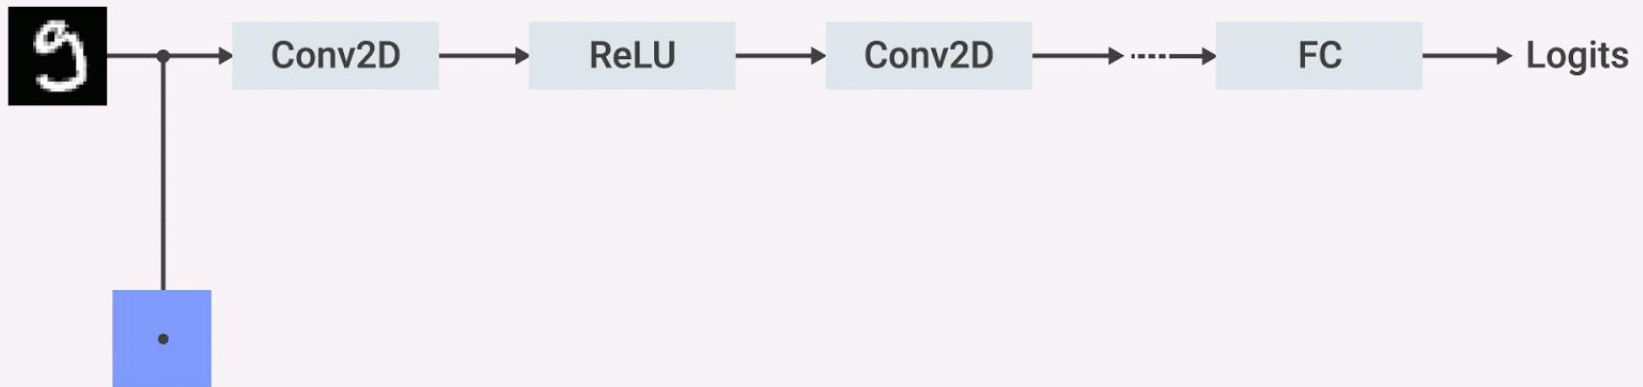 Conv2D
ReLU
Conv2D
FC
Logits